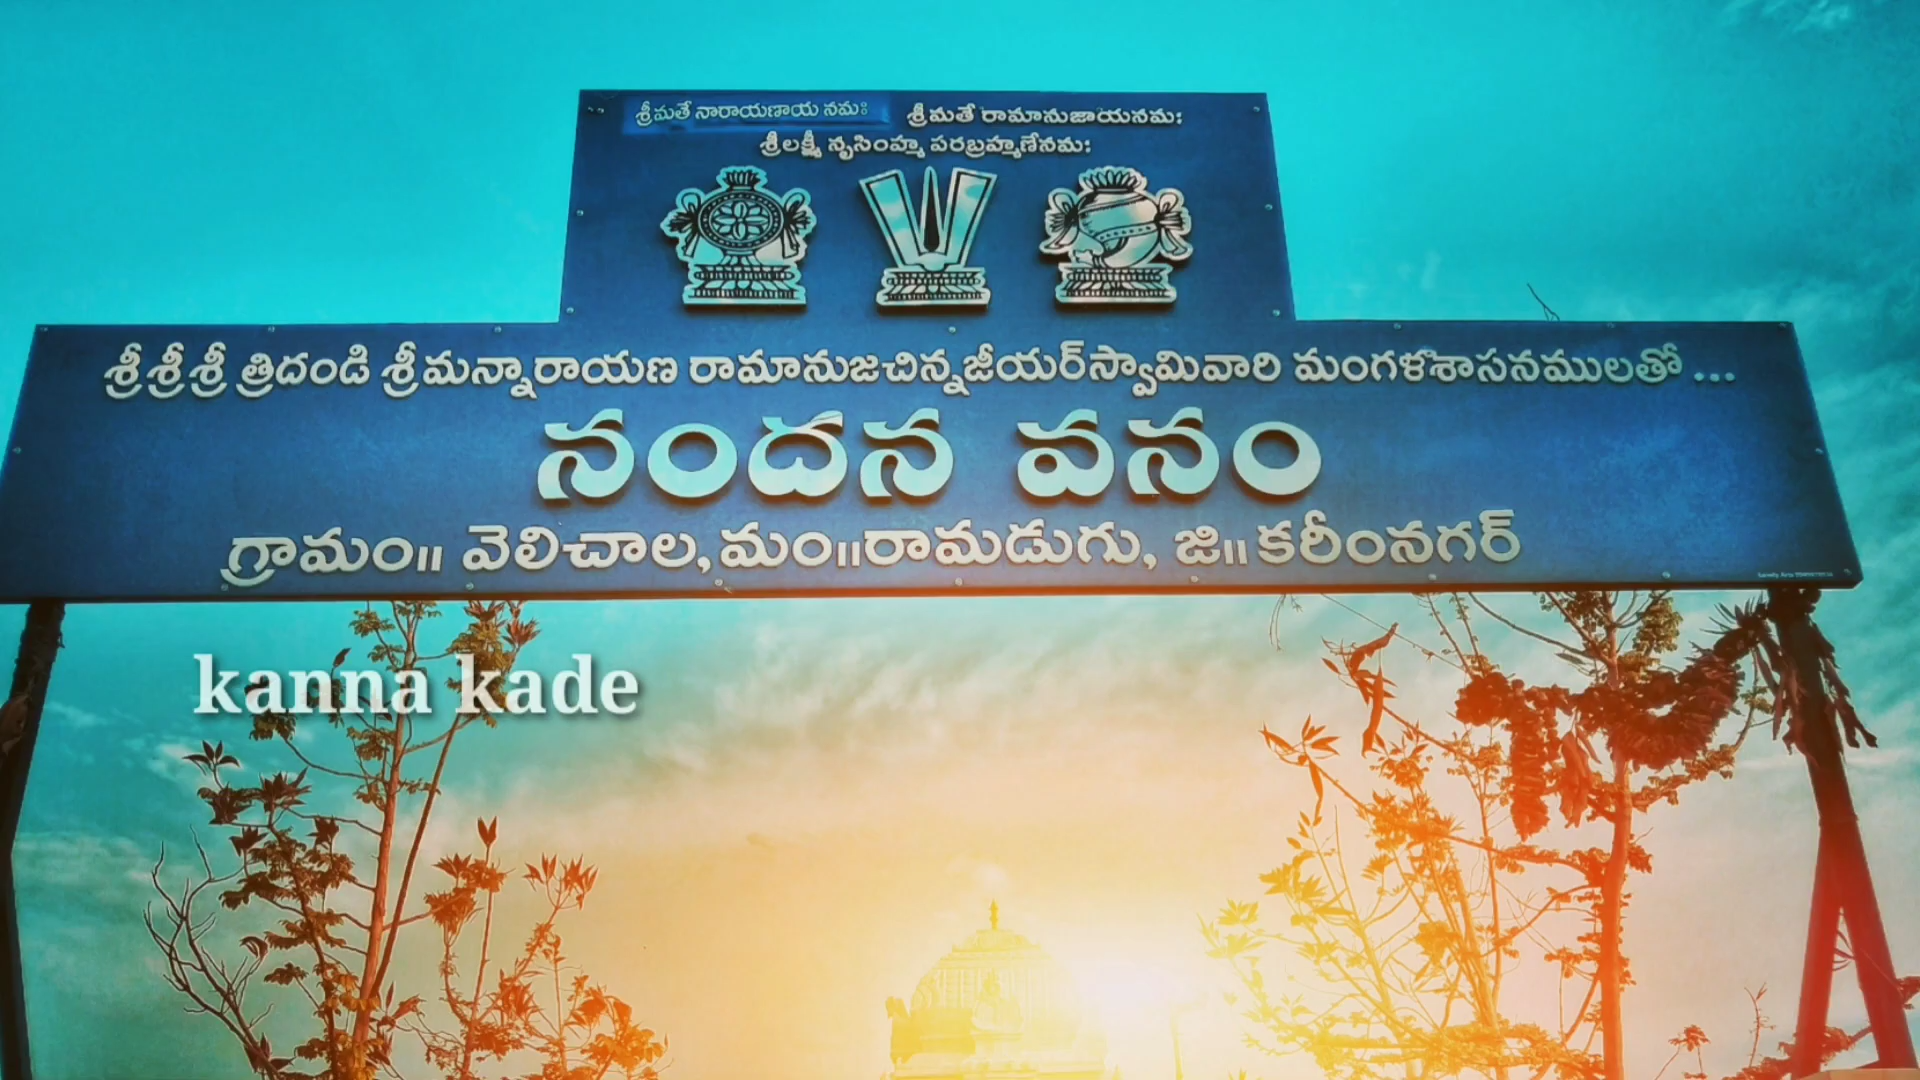 శ్రీమతే నారాయణాయ నమః శ్రీమతే రామానుజాయనమః
శ్రీలక్ష్మీ నృసింహ్మ పరబ్రహ్మణేనమః
శ్రీ శ్రీ శ్రీ త్రిదండి శ్రీమన్నారాయణ రామానుజచిన్నజీయర్‌స్వామివారి మంగళశాసనములతో ...
నందన వనం
గ్రామం॥ వెలిచాల, మం॥రామడుగు, జి॥కరీంనగర్
kanna kade